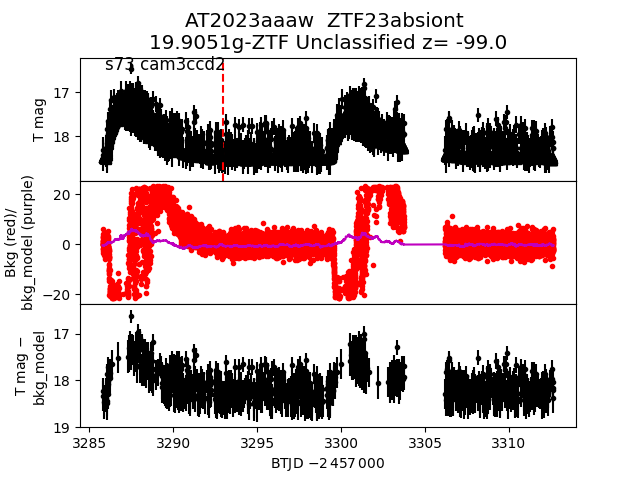 AT2023aaaw  ZTF23absiont
19.9051g-ZTF Unclassified z= -99.0
s73 cam3ccd2
17
18
T mag
20
0
−20
Bkg (red)/
bkg_model (purple)
17
18
19
T mag −
bkg_model
3285
3290
3295
3300
3305
3310
BTJD −2 457 000